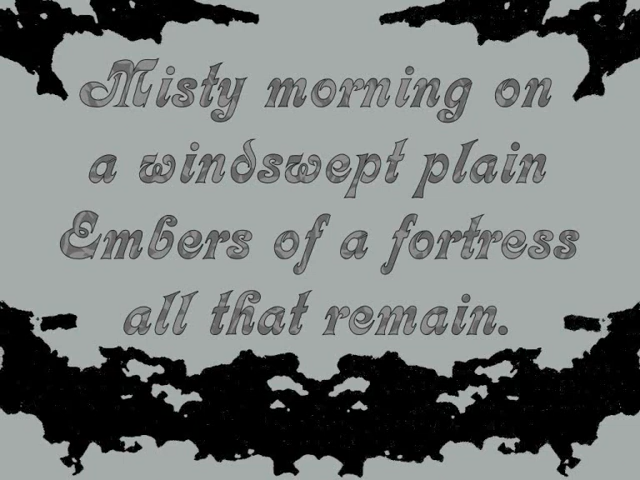 Misty morning on
a windswept plain
Embers of a fortress
all that remain.